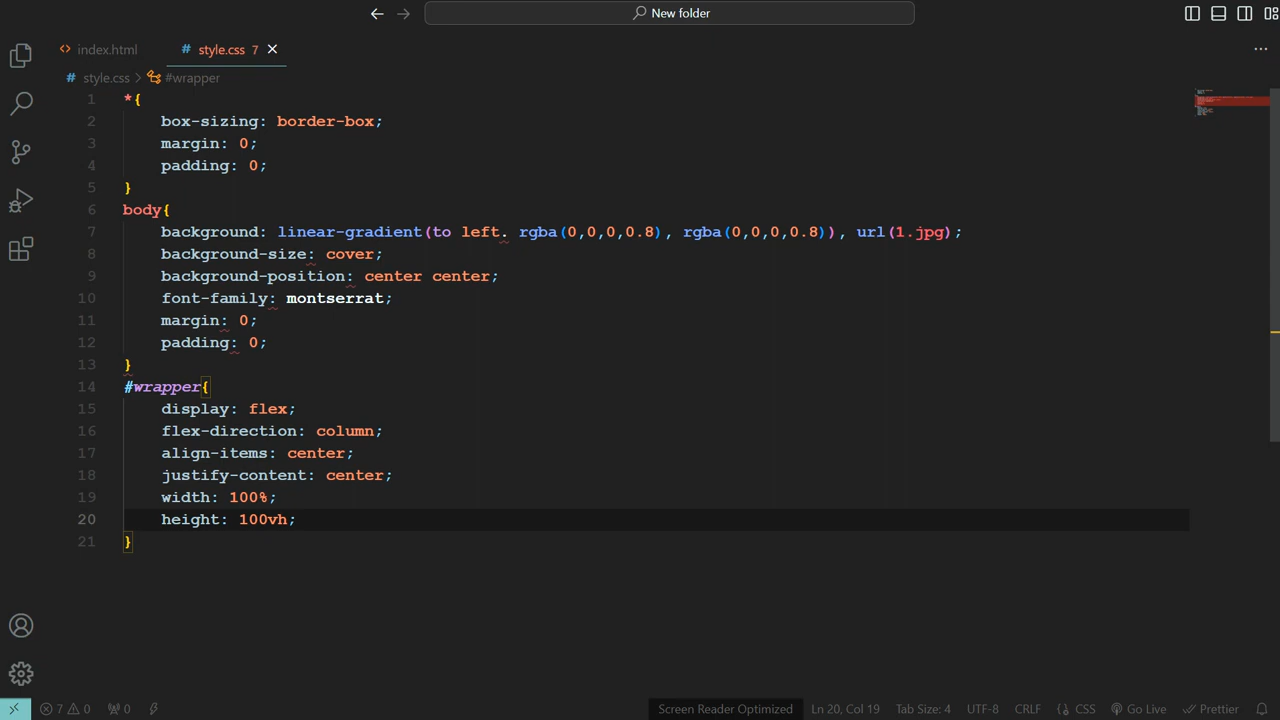 New folder
index.html
style.css 7
style.css > #wrapper
1 *{
2 box-sizing: border-box;
3 margin: 0;
4 padding: 0;
5 }
6 body{
7 background: linear-gradient(to left. rgba(0,0,0,0.8), rgba(0,0,0,0.8)), url(1.jpg);
8 background-size: cover;
9 background-position: center center;
10 font-family: montserrat;
11 margin: 0;
12 padding: 0;
13 }
14 #wrapper{
15 display: flex;
16 flex-direction: column;
17 align-items: center;
18 justify-content: center;
19 width: 100%;
20 height: 100vh;
21 }
7 0 0 Screen Reader Optimized Ln 20, Col 19 Tab Size: 4 UTF-8 CRLF {} CSS Go Live Prettier